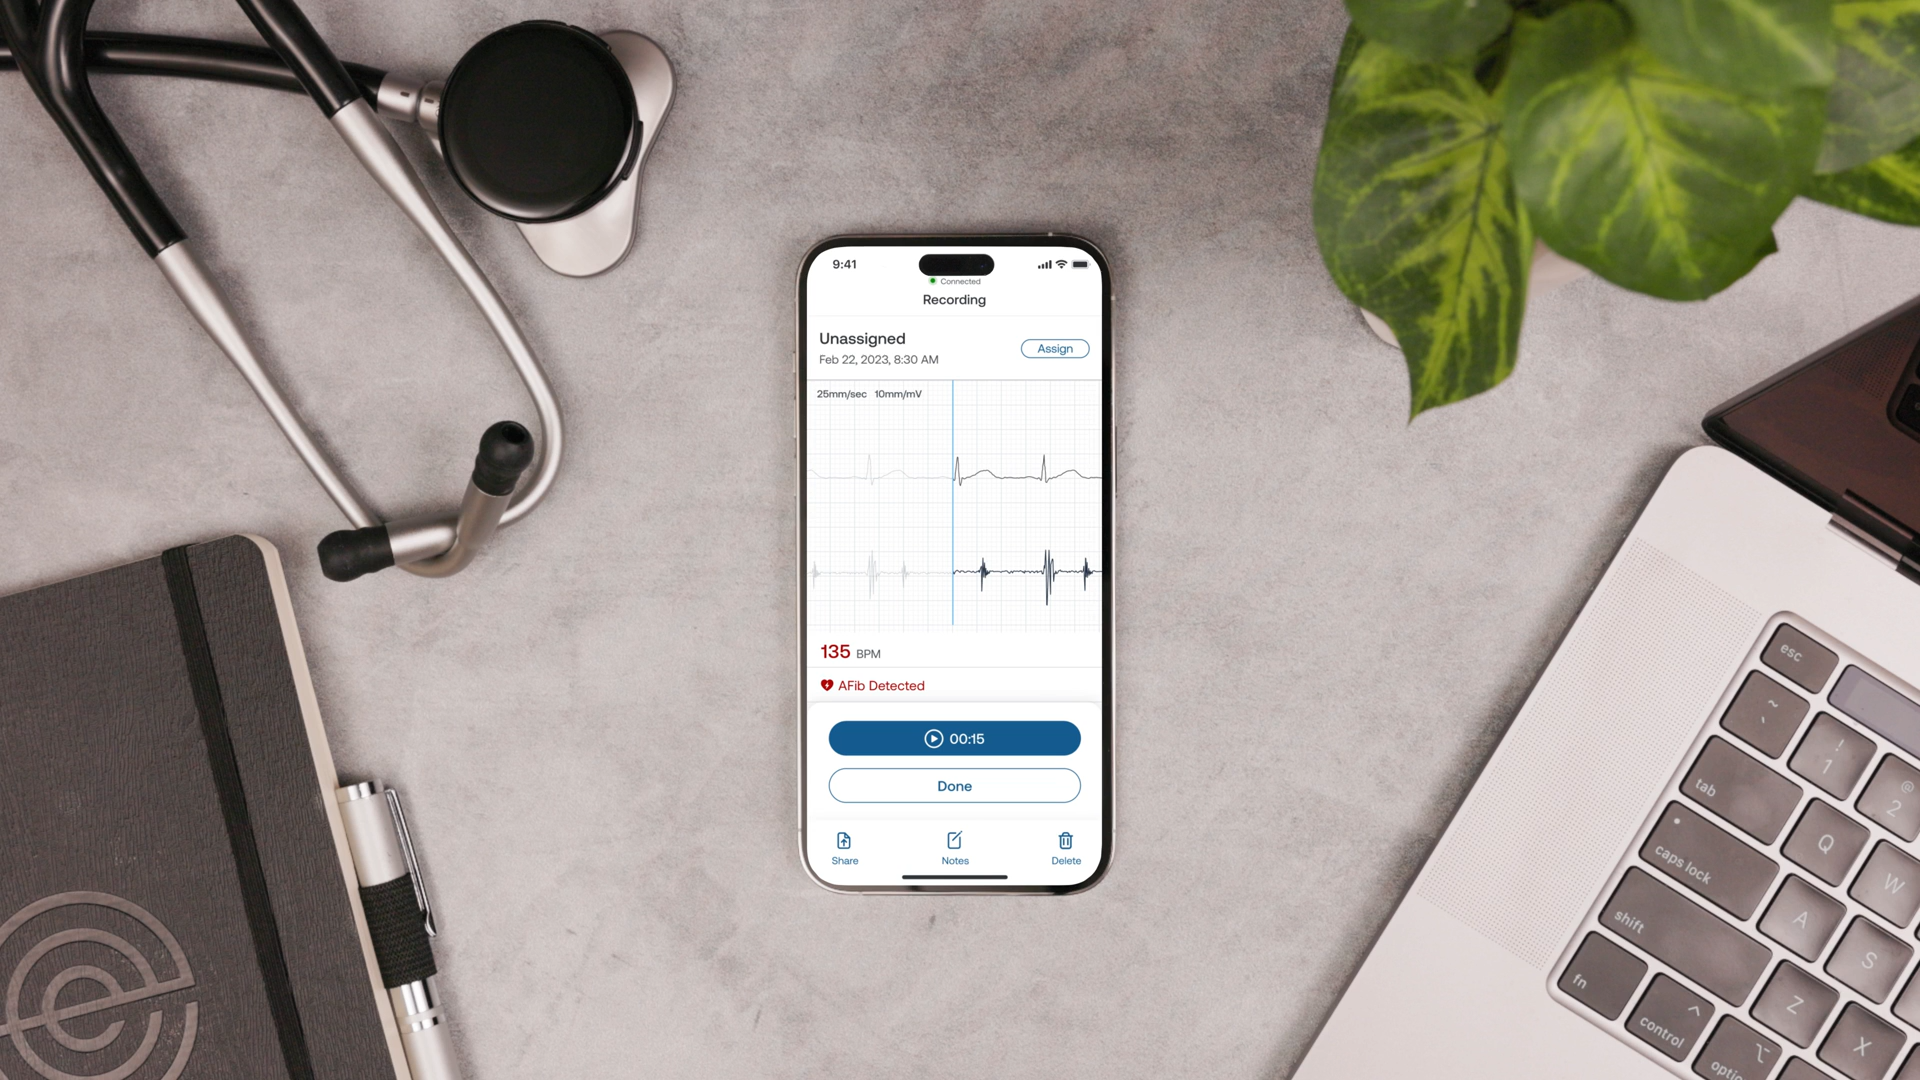 9:41
Connected
Recording
Unassigned
Feb 22, 2023, 8:30 AM
Assign
25mm/sec 10mm/mV
135 BPM
AFib Detected
00:15
Done
Share
Notes
Delete
esc
~
`
!
1
@
2
tab
Q
W
caps lock
A
S
shift
Z
X
fn
control
optio